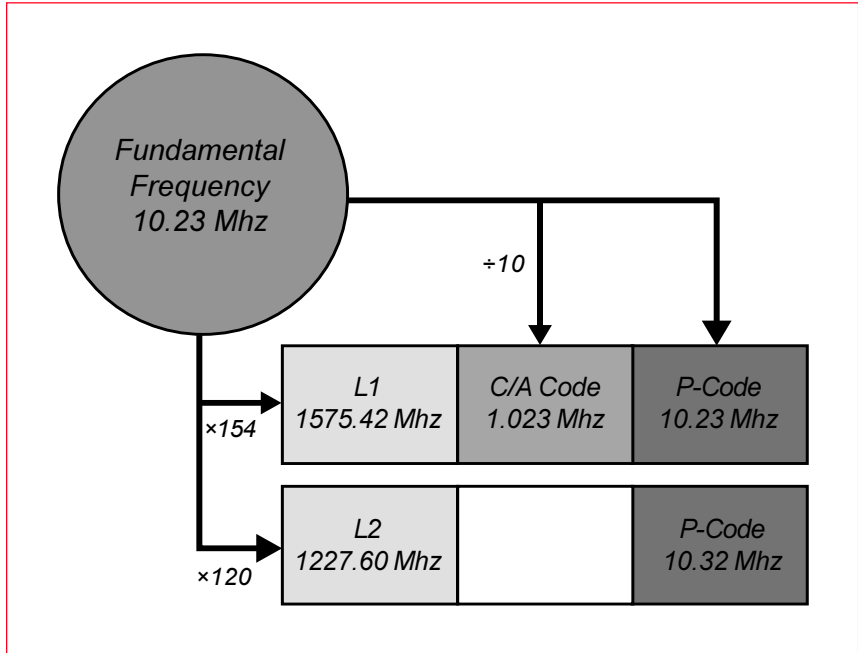 Fundamental
Frequency
10.23 Mhz
÷10
L1
1575.42 Mhz
C/A Code
1.023 Mhz
P-Code
10.23 Mhz
×154
L2
1227.60 Mhz
P-Code
10.32 Mhz
×120